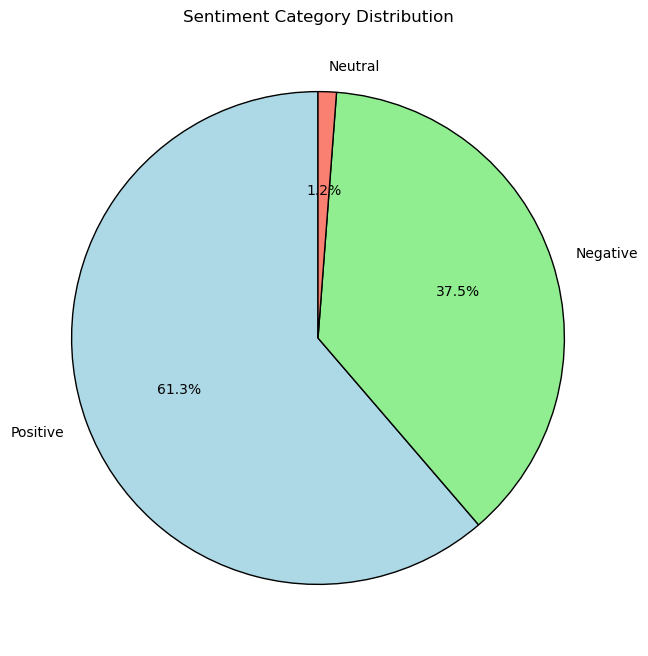 Sentiment Category Distribution
Neutral
1.2%
Negative
37.5%
61.3%
Positive